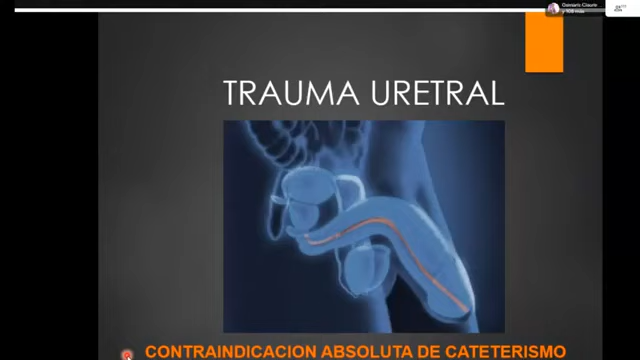 TRAUMA URETRAL
CONTRAINDICACION ABSOLUTA DE CATETERISMO